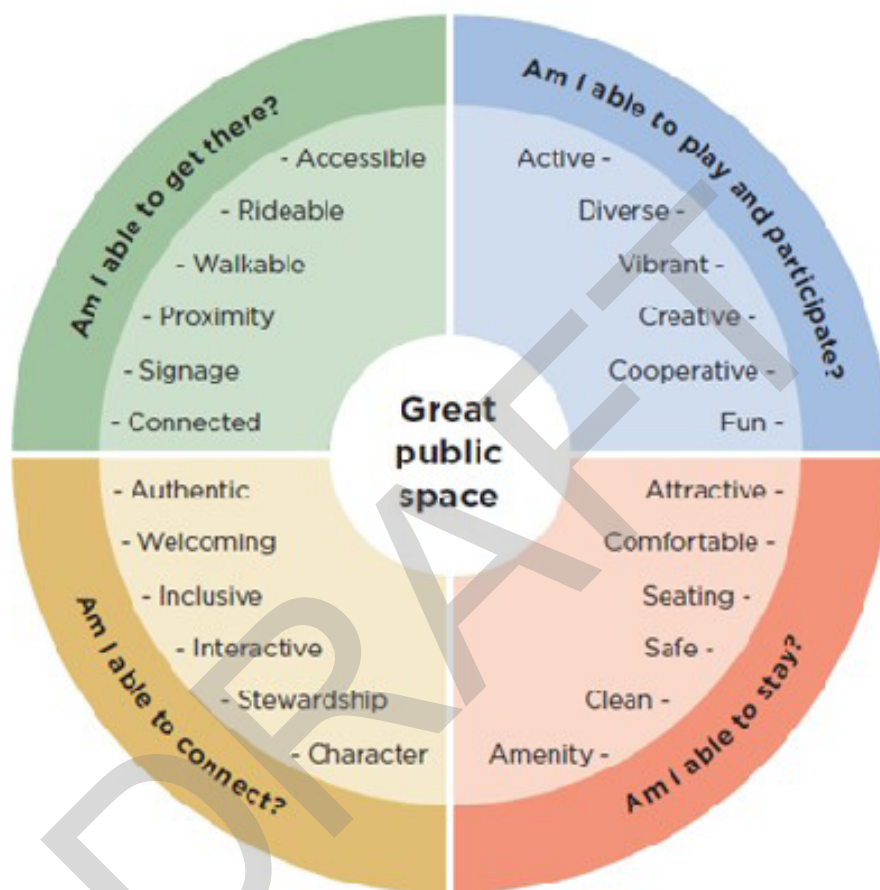 Am I able to get there?
- Accessible
- Rideable
- Walkable
- Proximity
- Signage
- Connected
Am I able to play and participate?
Active -
Diverse -
Vibrant -
Creative -
Cooperative -
Fun -
Great
public
space
Am I able to connect?
- Authentic
- Welcoming
- Inclusive
- Interactive
- Stewardship
- Character
Am I able to stay?
Attractive -
Comfortable -
Seating -
Safe -
Clean -
Amenity -
DRAFT